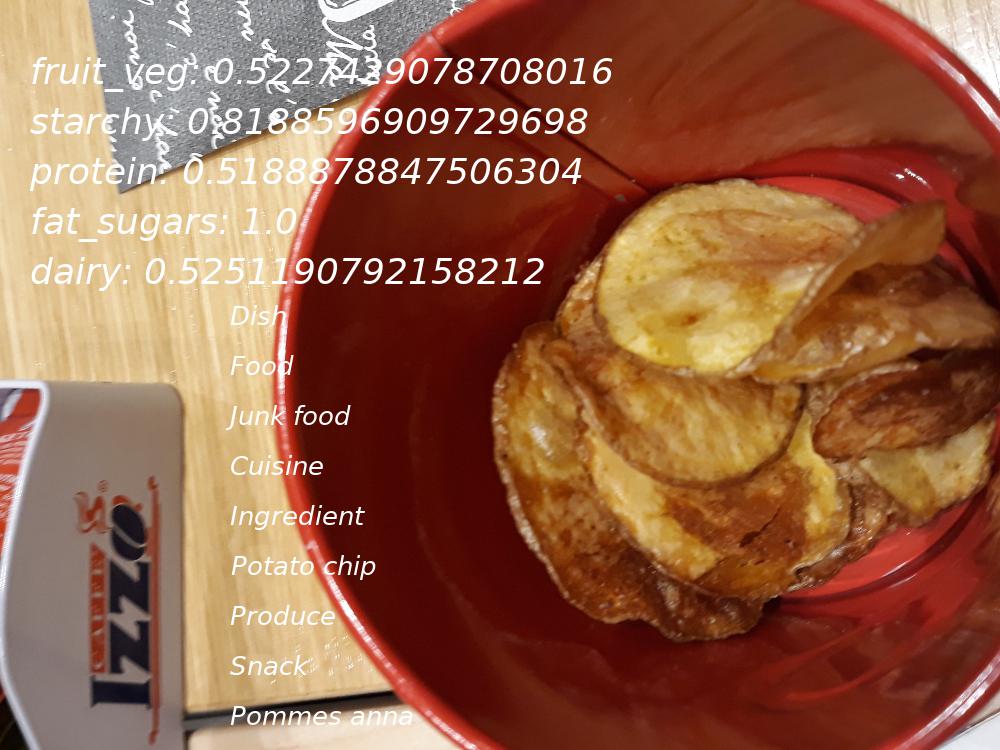 fruit_veg: 0.5227439078708016
starchy: 0.8188596909729698
protein: 0.5188878847506304
fat_sugars: 1.0
dairy: 0.5251190792158212
Dish
Food
Junk food
Cuisine
Ingredient
Potato chip
Produce
Snack
Pommes anna
Izzo